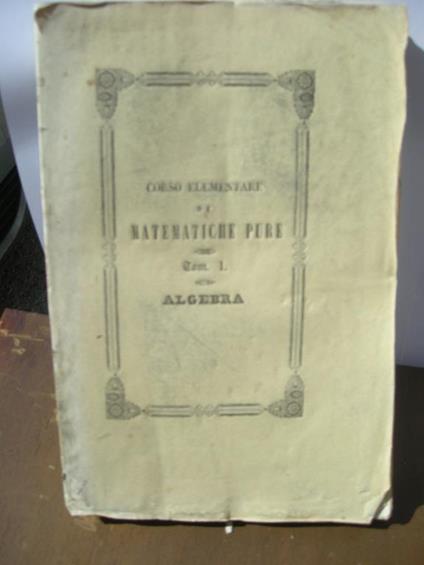 CORSO ELEMENTARE
DI
MATEMATICHE PURE
Tom. I.
ALGEBRA